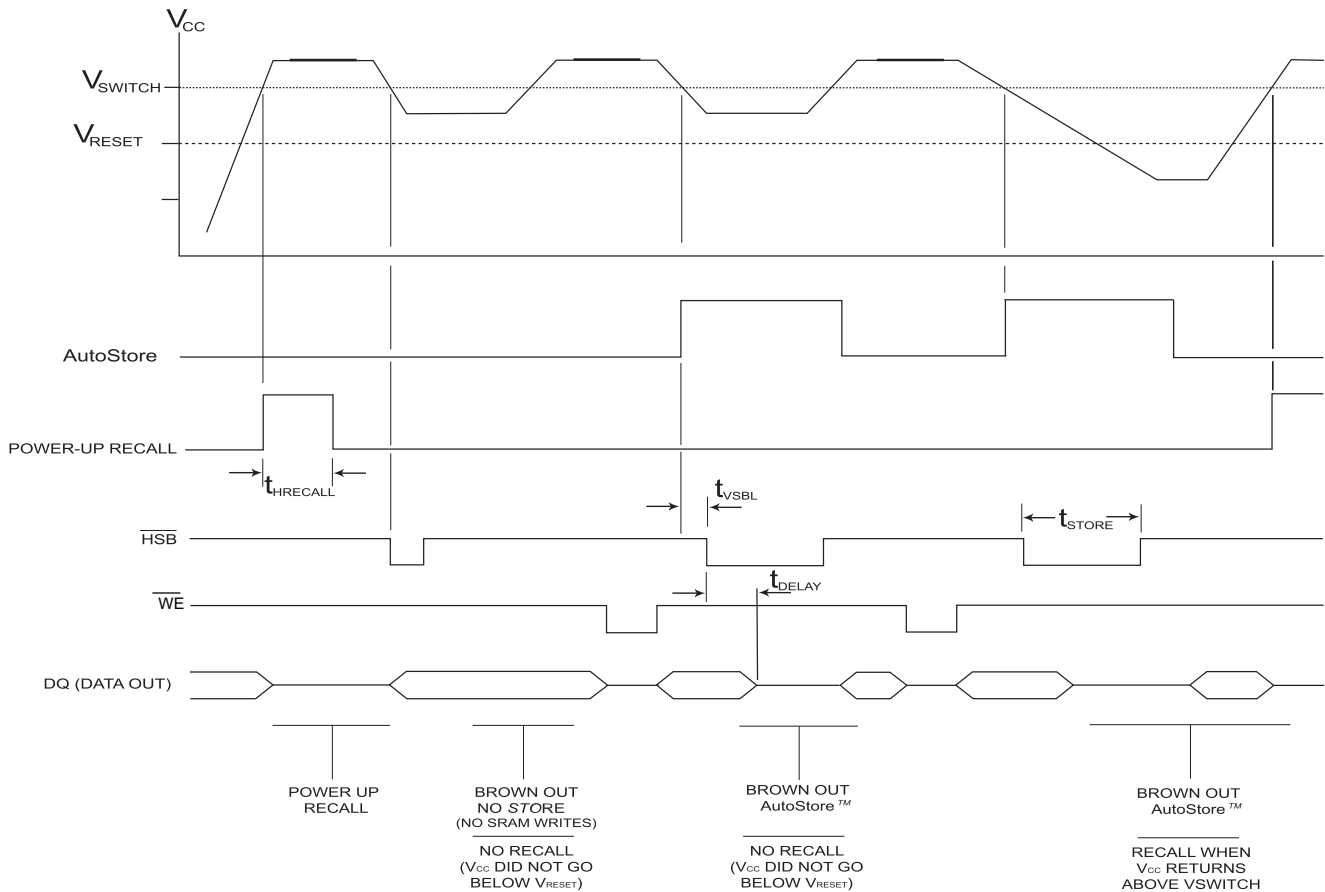 VCC
VSWITCH
VRESET
AutoStore
POWER-UP RECALL
tHRECALL
tVSBL
tSTORE
HSB
tDELAY
WE
DQ (DATA OUT)
POWER UP
RECALL
BROWN OUT
NO STORE
(NO SRAM WRITES)
NO RECALL
(VCC DID NOT GO
BELOW VRESET)
BROWN OUT
AutoStore™
NO RECALL
(VCC DID NOT GO
BELOW VRESET)
BROWN OUT
AutoStore™
RECALL WHEN
VCC RETURNS
ABOVE VSWITCH